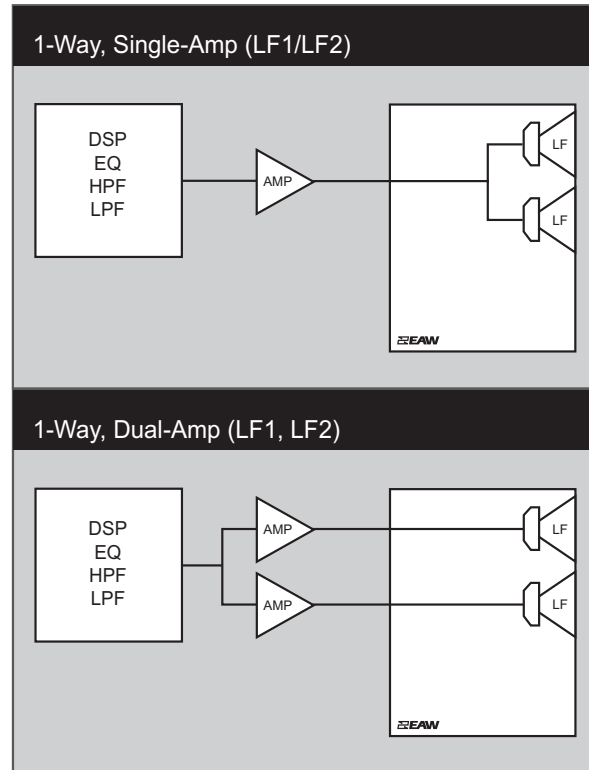 1-Way, Single-Amp (LF1/LF2)
DSP
EQ
HPF
LPF
AMP
LF
LF
EAW
1-Way, Dual-Amp (LF1, LF2)
DSP
EQ
HPF
LPF
AMP
AMP
LF
LF
EAW